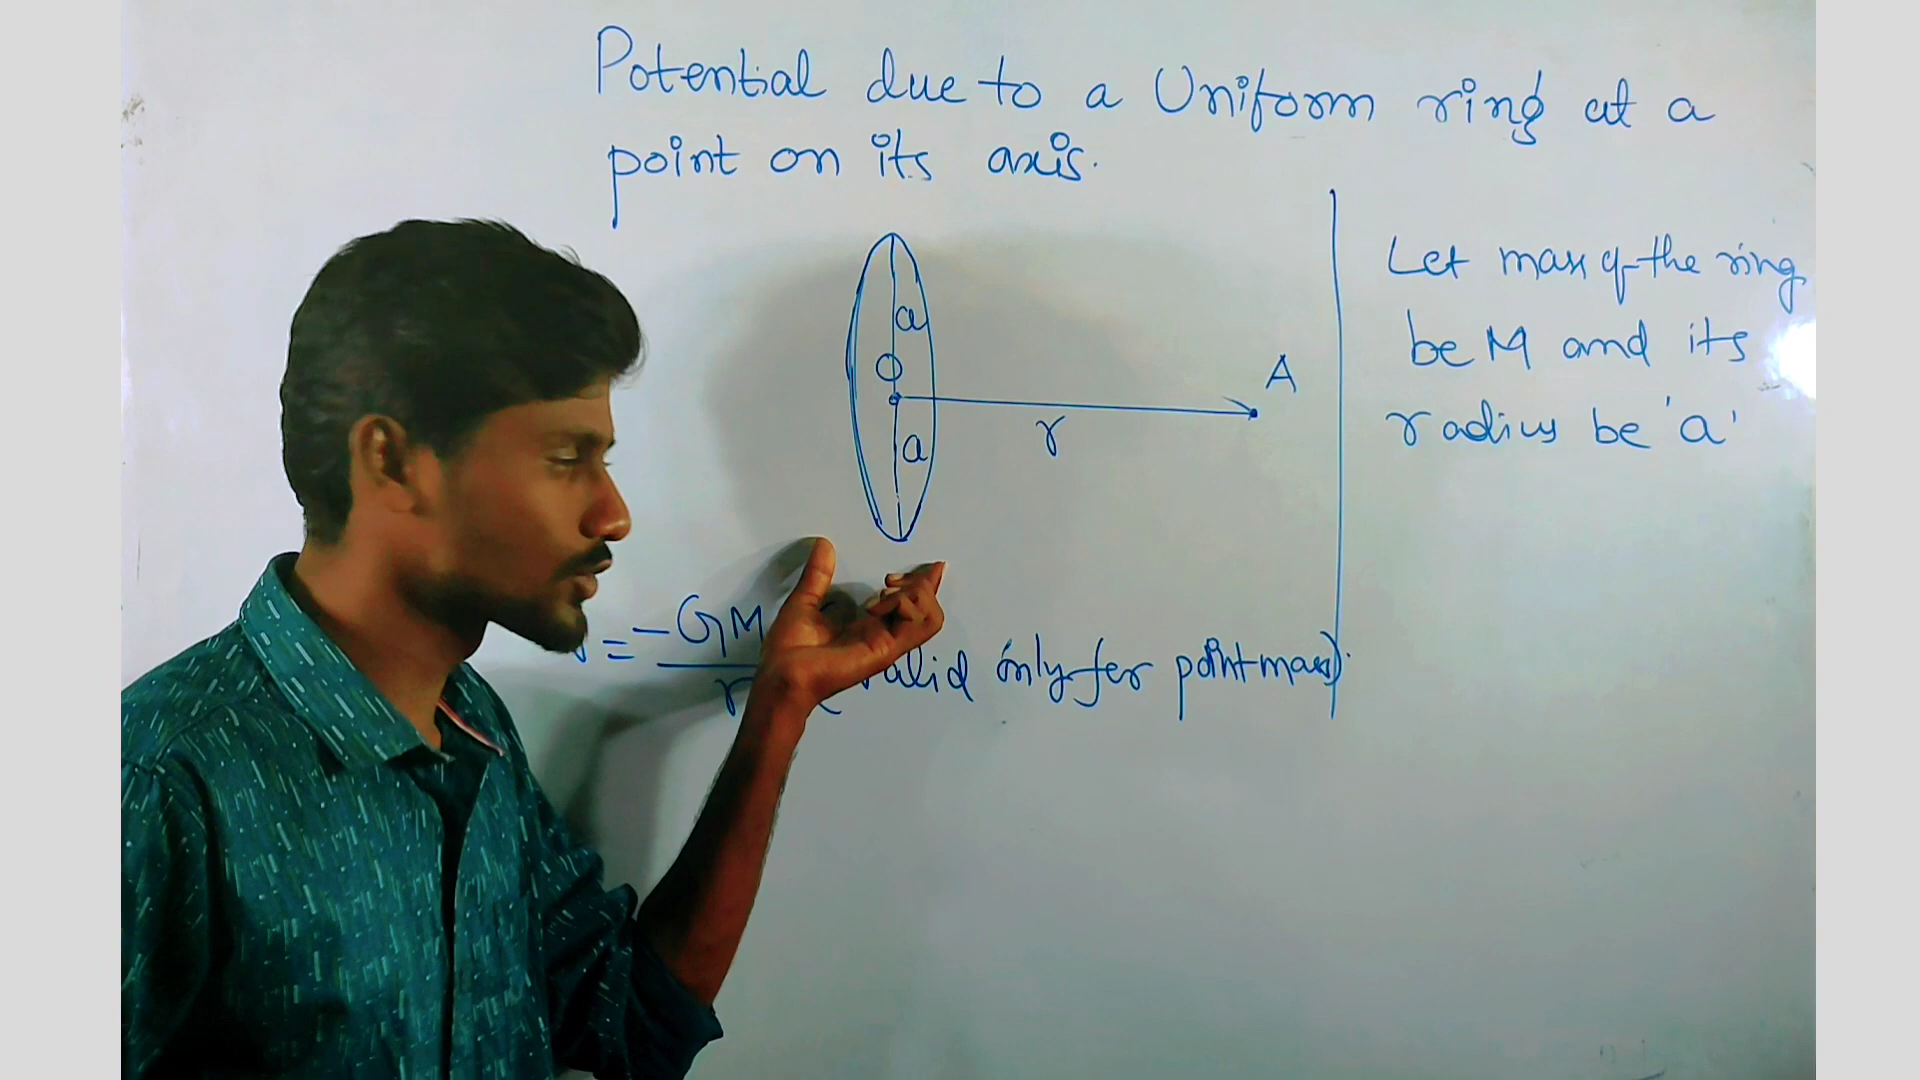 Potential due to a Uniform ring at a
point on its axis.
a
O
A
r
a
Let mass of the ring
be M and its
radius be 'a'
= -GM
r
only for point mass).